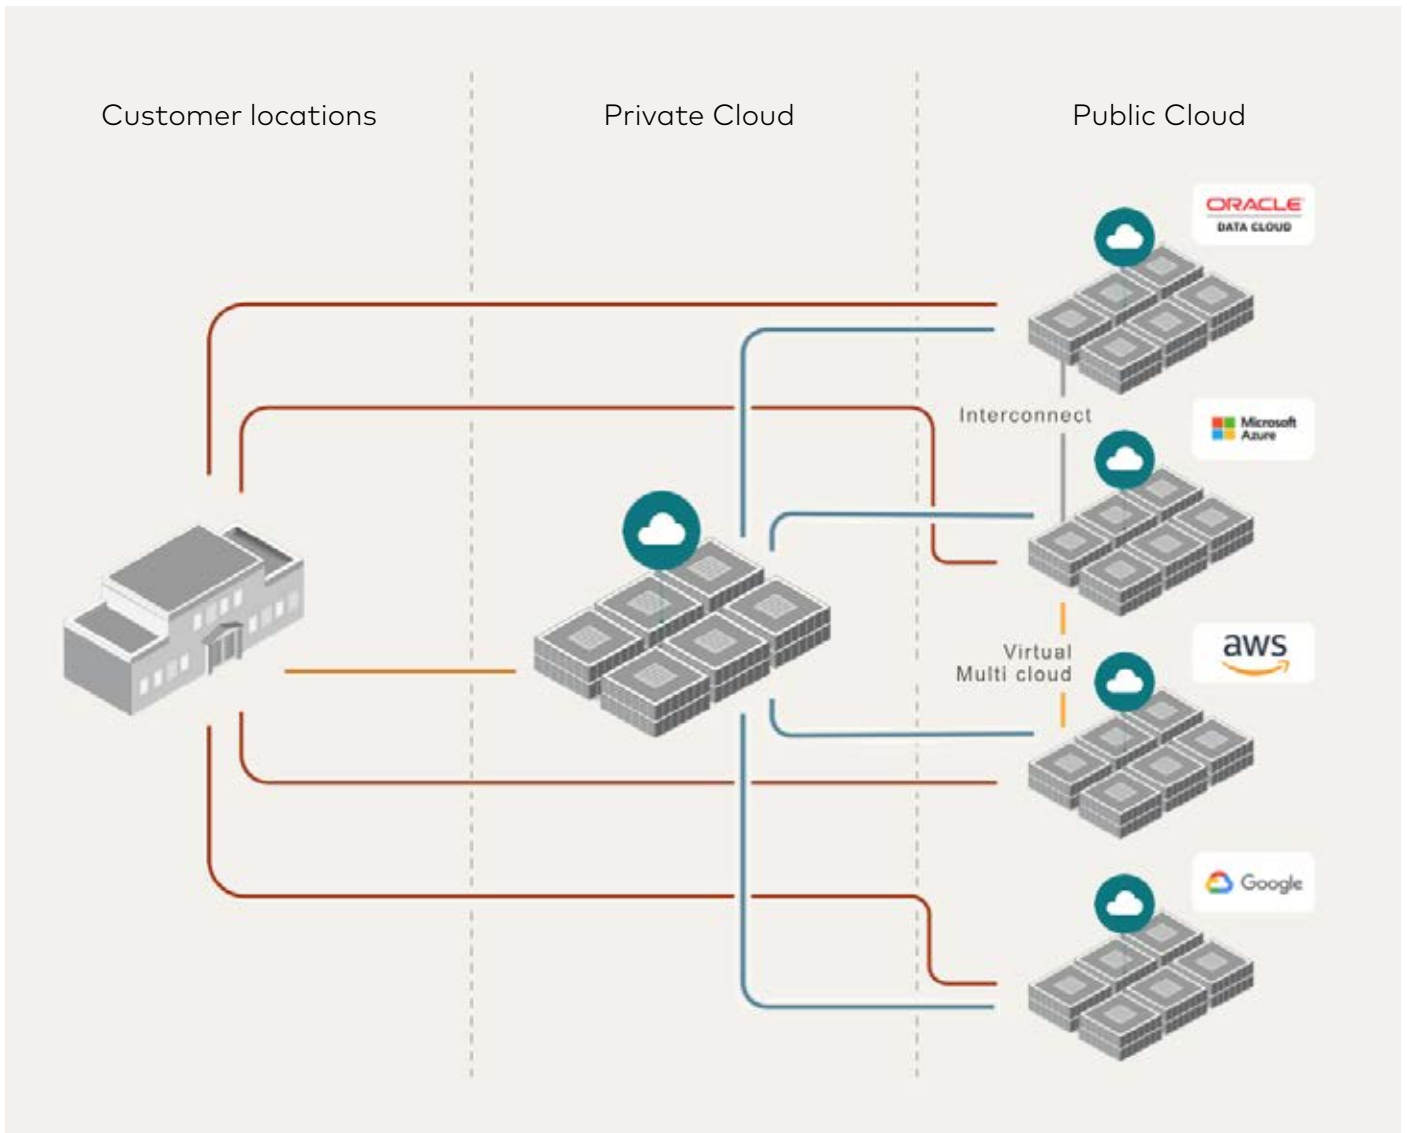 Customer locations
Private Cloud
Public Cloud
ORACLE
DATA CLOUD
Interconnect
Microsoft
Azure
Virtual
Multi cloud
aws
Google